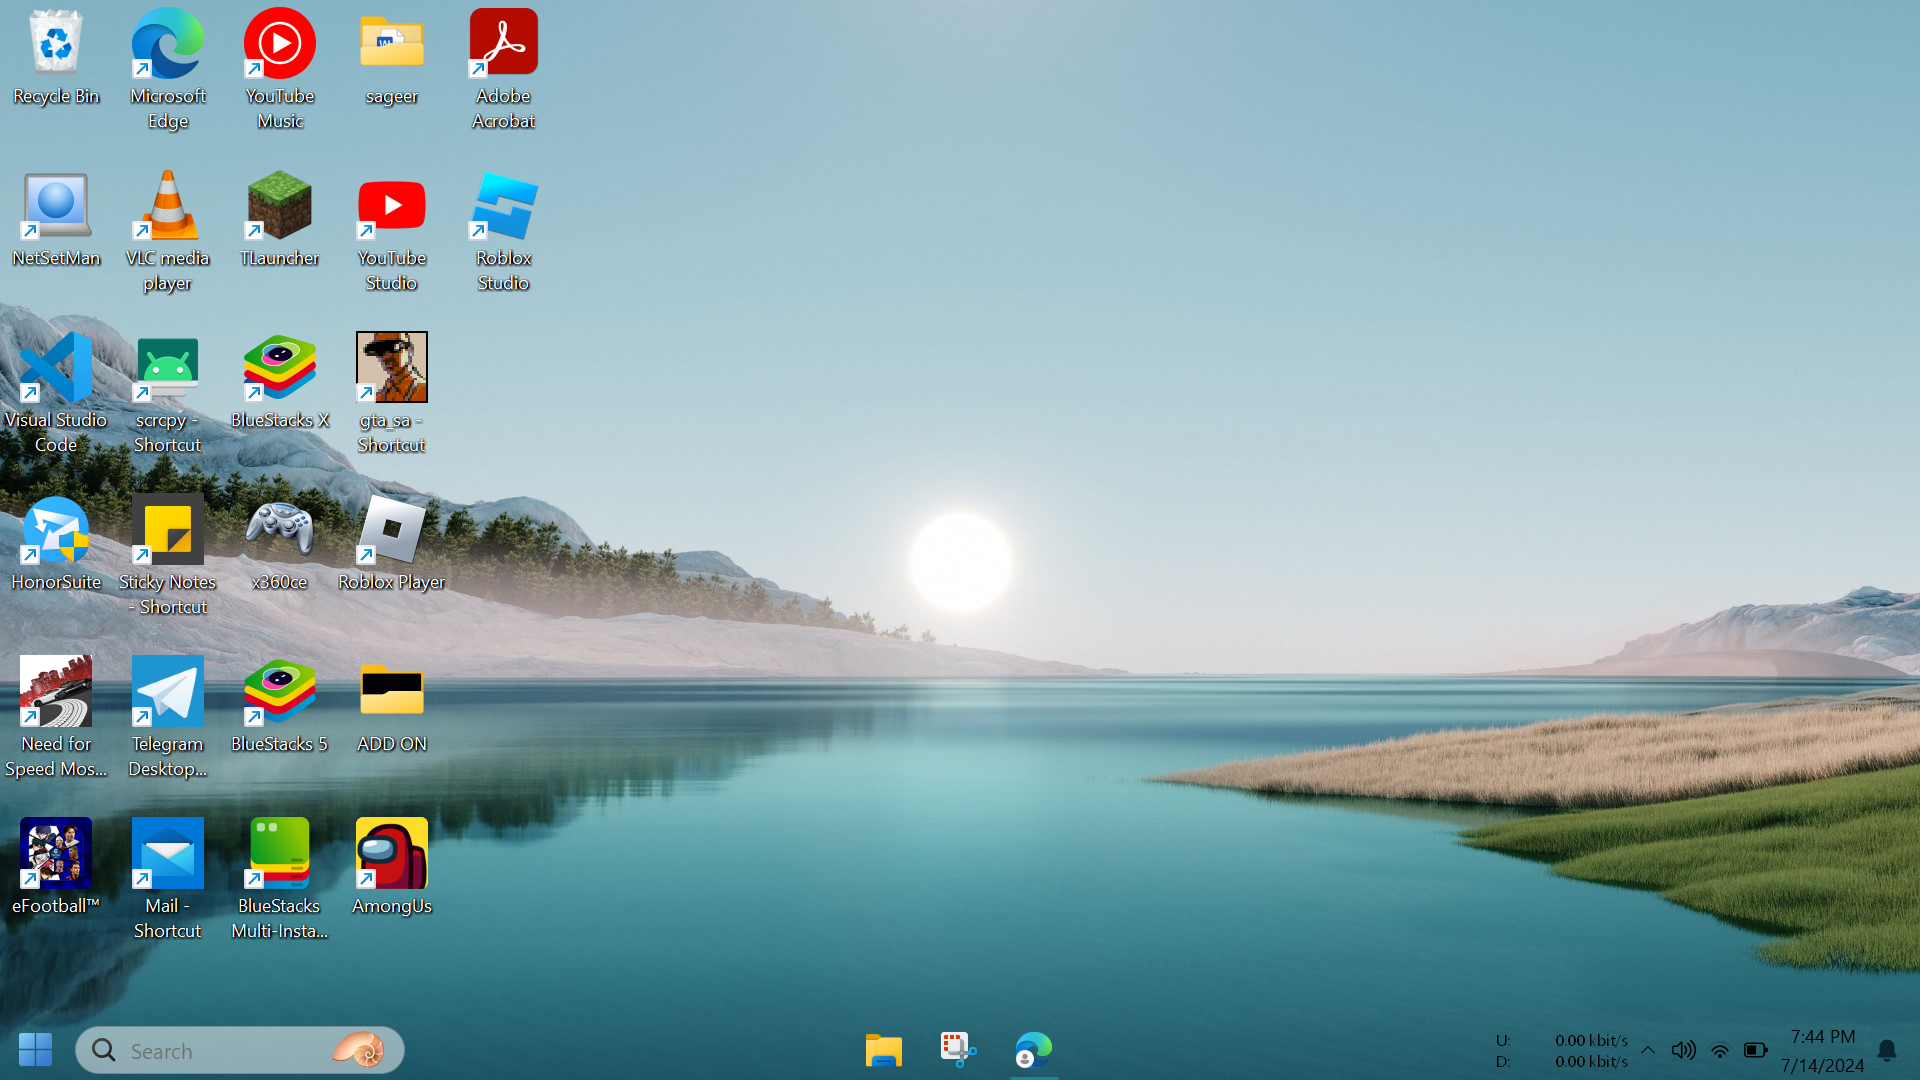 Recycle Bin
Microsoft
Edge
YouTube
Music
sageer
Adobe
Acrobat
NetSetMan
VLC media
player
TLauncher
YouTube
Studio
Roblox
Studio
Visual Studio
Code
scrcpy -
Shortcut
BlueStacks X
gta_sa -
Shortcut
HonorSuite
Sticky Notes
- Shortcut
x360ce
Roblox Player
Need for
Speed Mos...
Telegram
Desktop...
BlueStacks 5
ADD ON
eFootball™
Mail -
Shortcut
BlueStacks
Multi-Insta...
AmongUs
Search
U: 0.00 kbit/s
D: 0.00 kbit/s
7:44 PM
7/14/2024